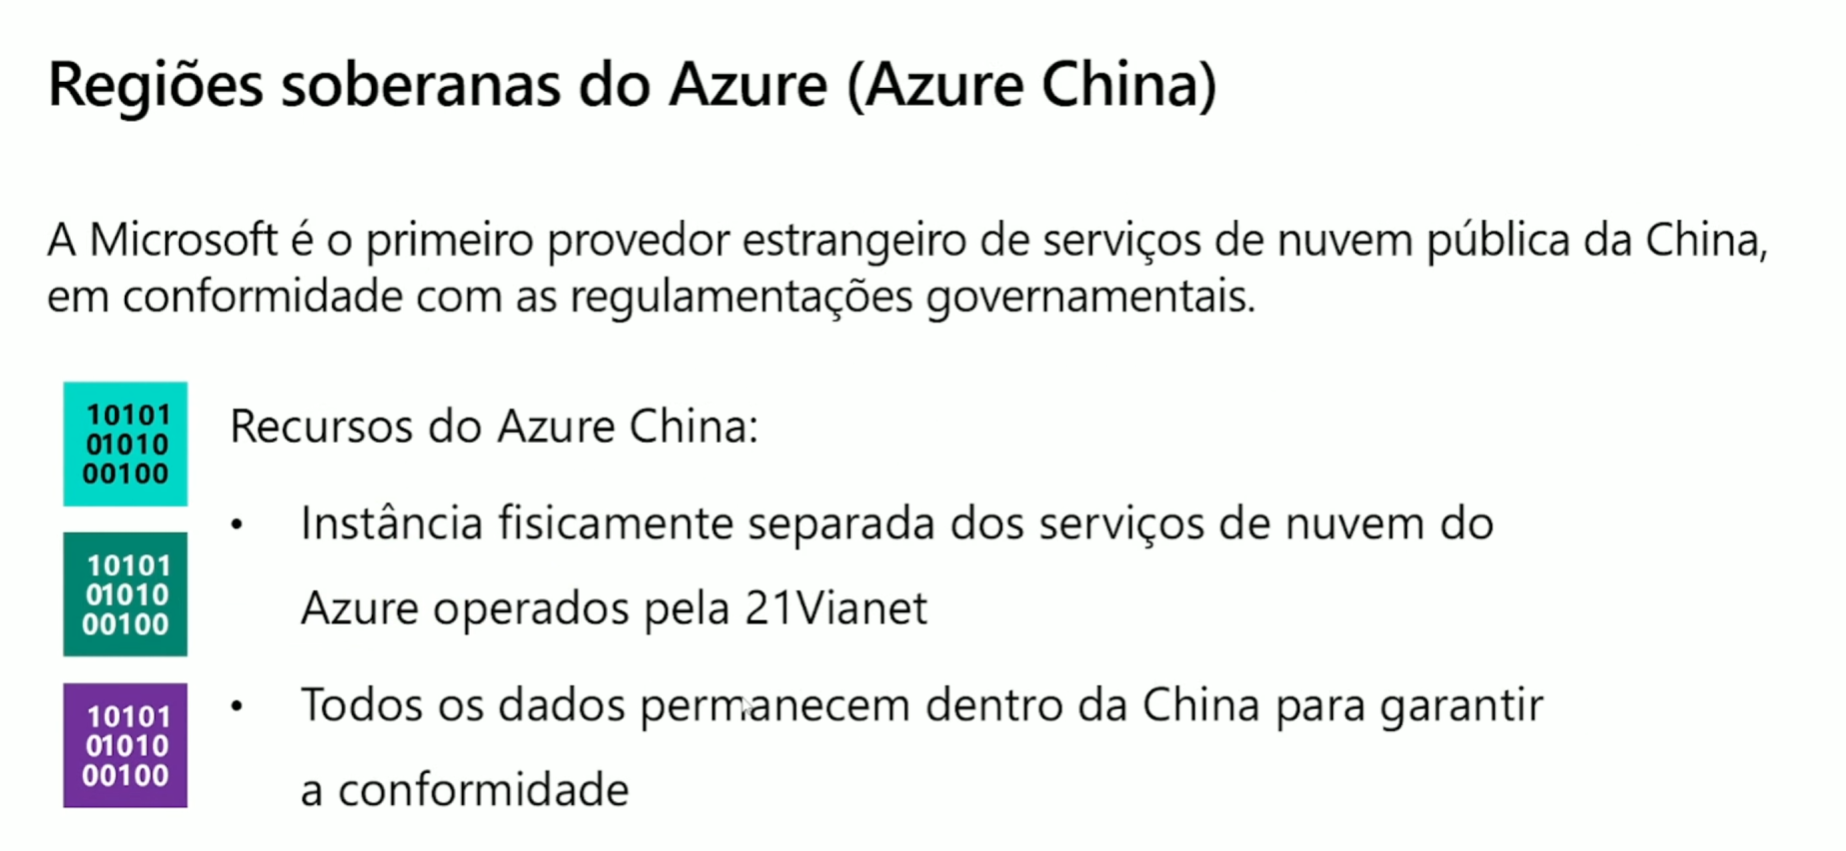 Regiões soberanas do Azure (Azure China)
A Microsoft é o primeiro provedor estrangeiro de serviços de nuvem pública da China,
em conformidade com as regulamentações governamentais.
10101
01010
00100
Recursos do Azure China:
• Instância fisicamente separada dos serviços de nuvem do
Azure operados pela 21Vianet
10101
01010
00100
• Todos os dados permanecem dentro da China para garantir
a conformidade
10101
01010
00100